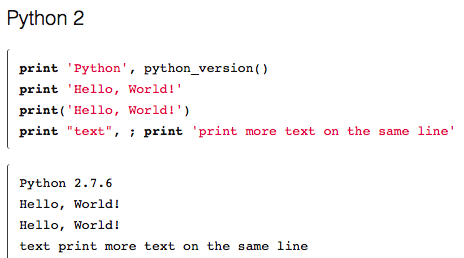 Python 2
print 'Python', python_version()
print 'Hello, World!'
print('Hello, World!')
print "text", ; print 'print more text on the same line'
Python 2.7.6
Hello, World!
Hello, World!
text print more text on the same line